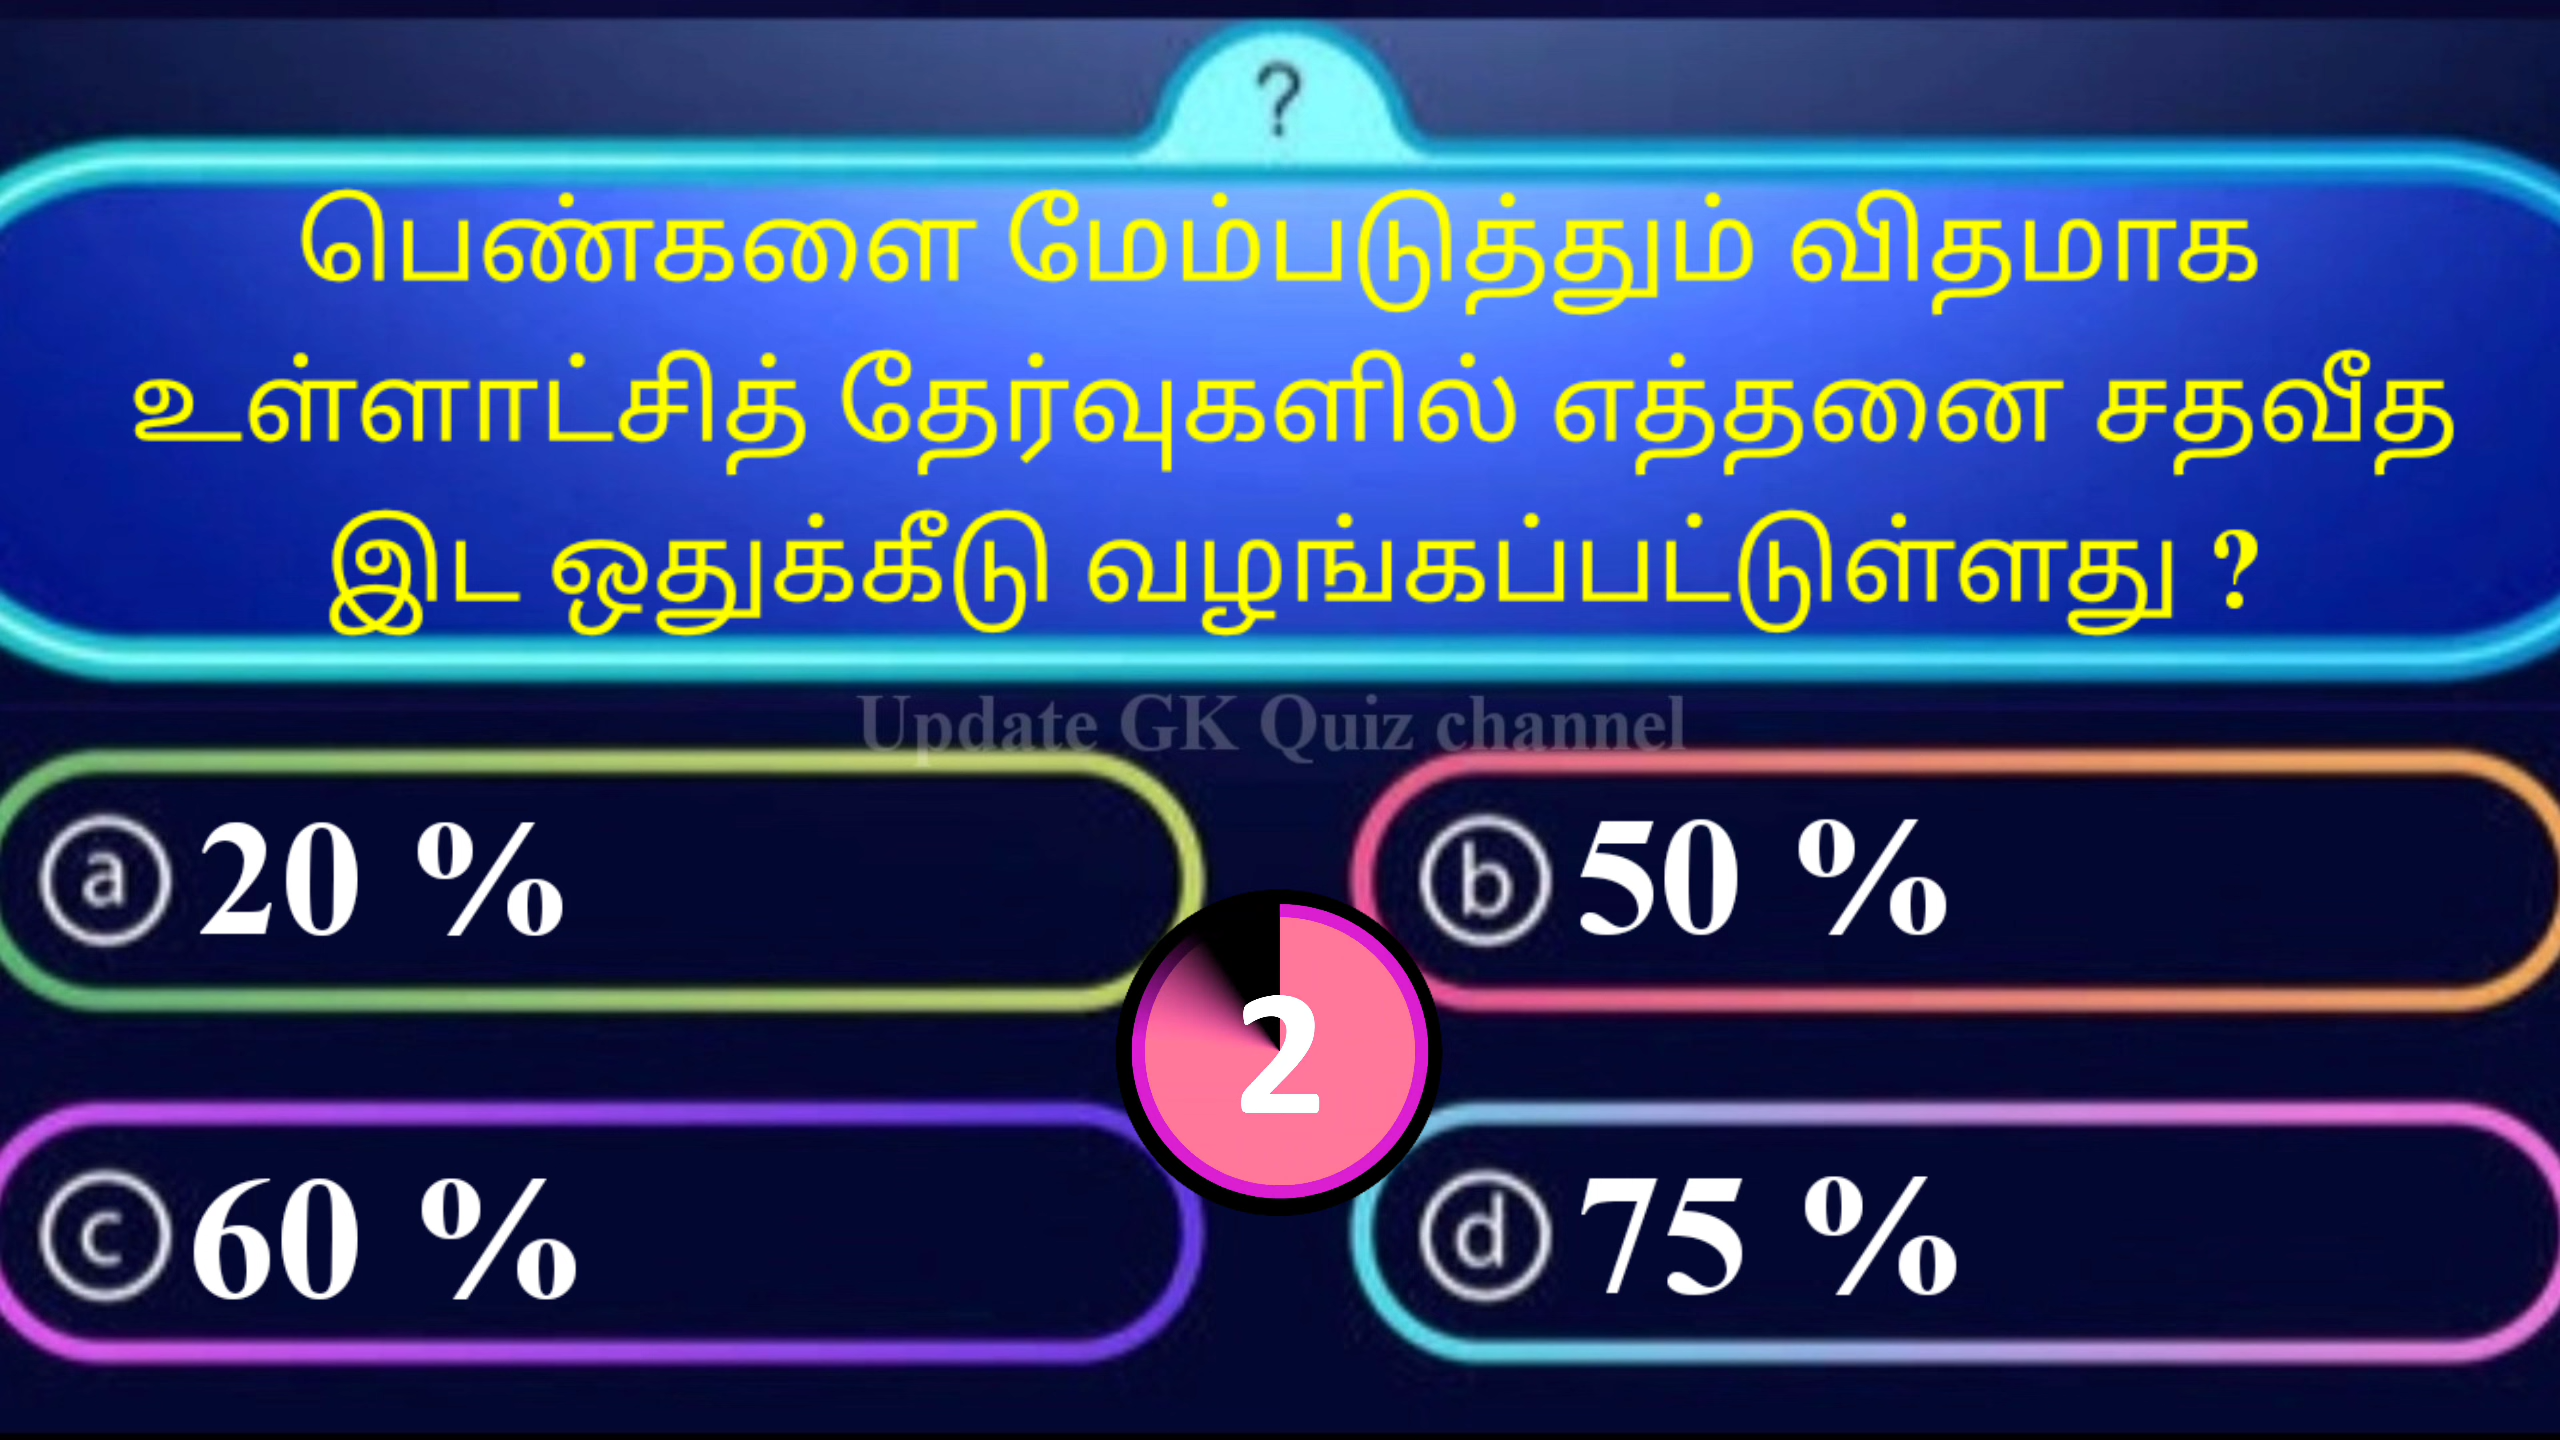 ?
பெண்களை மேம்படுத்தும் விதமாக
உள்ளாட்சித் தேர்வுகளில் எத்தனை சதவீத
இட ஒதுக்கீடு வழங்கப்பட்டுள்ளது ?
Update GK Quiz channel
a 20 %
b 50 %
2
c 60 %
d 75 %